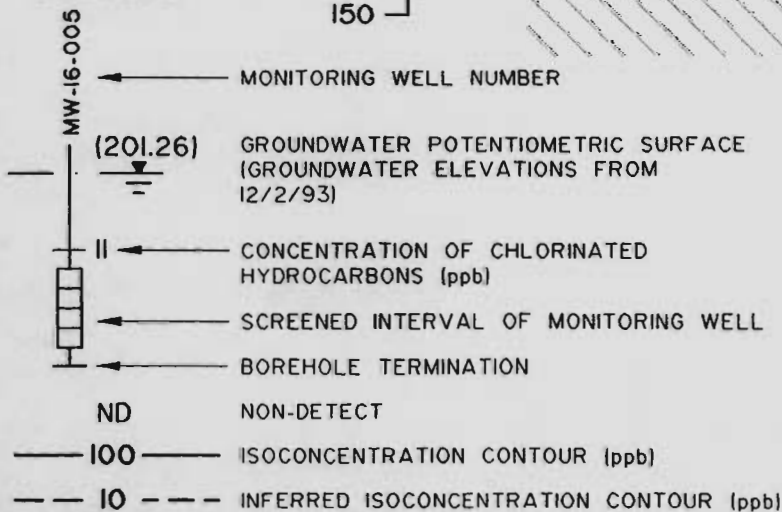 150
MW-16-005
MONITORING WELL NUMBER
(201.26)
GROUNDWATER POTENTIOMETRIC SURFACE
(GROUNDWATER ELEVATIONS FROM
12/2/93)
11
CONCENTRATION OF CHLORINATED
HYDROCARBONS (ppb)
SCREENED INTERVAL OF MONITORING WELL
BOREHOLE TERMINATION
ND NON-DETECT
100 ISOCONCENTRATION CONTOUR (ppb)
10 INFERRED ISOCONCENTRATION CONTOUR (ppb)